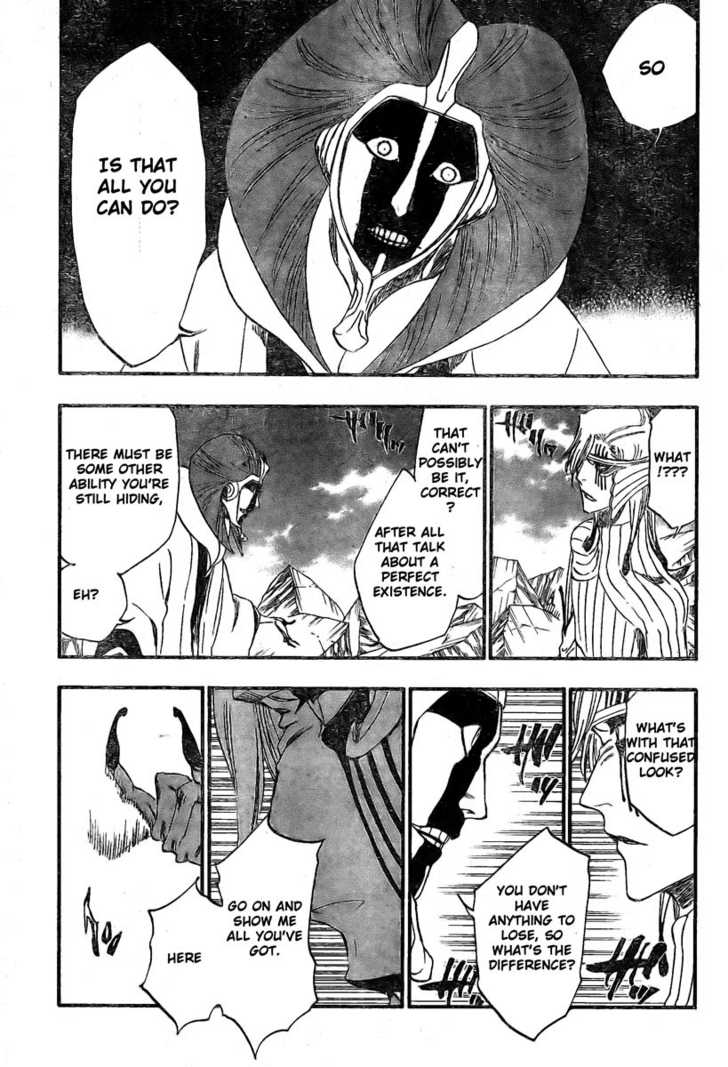 SO
IS THAT
ALL YOU
CAN DO?
WHAT
!???
THAT
CAN'T
POSSIBLY
BE IT,
CORRECT
?
AFTER ALL
THAT TALK
ABOUT A
PERFECT
EXISTENCE.
THERE MUST BE
SOME OTHER
ABILITY YOU'RE
STILL HIDING,
EH?
WHAT'S
WITH THAT
CONFUSED
LOOK?
YOU DON'T
HAVE
ANYTHING TO
LOSE, SO
WHAT'S THE
DIFFERENCE?
GO ON AND
SHOW ME
ALL YOU'VE
GOT.
HERE